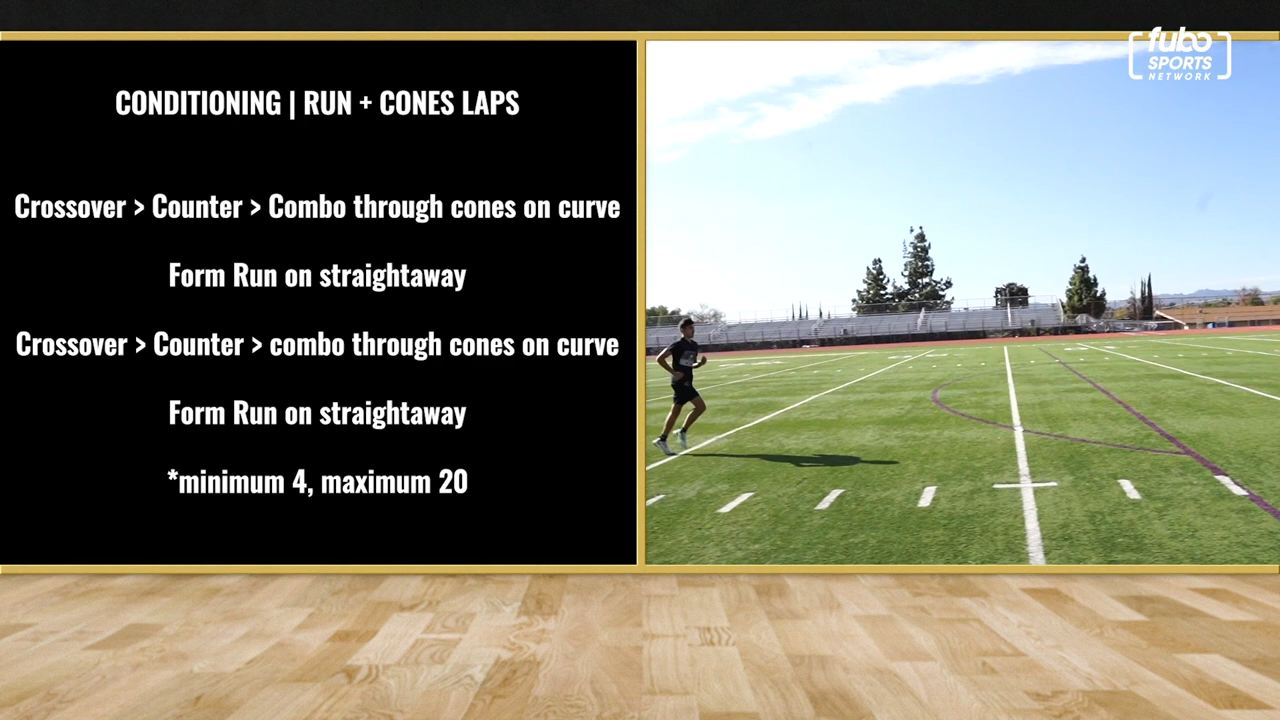 CONDITIONING | RUN + CONES LAPS
Crossover > Counter > Combo through cones on curve
Form Run on straightaway
Crossover > Counter > combo through cones on curve
Form Run on straightaway
*minimum 4, maximum 20
fubo
SPORTS
NETWORK